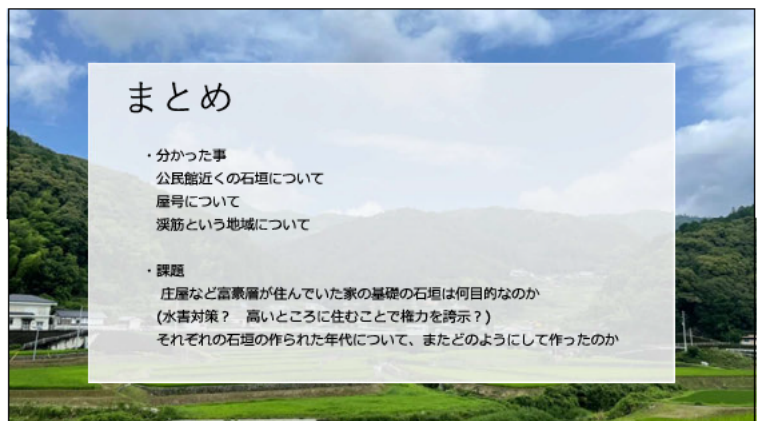 まとめ
・分かった事
公民館近くの石垣について
屋号について
渓筋という地域について
・課題
庄屋など富豪層が住んでいた家の基礎の石垣は何目的なのか
(水害対策？　高いところに住むことで権力を誇示？)
それぞれの石垣の作られた年代について、またどのようにして作ったのか